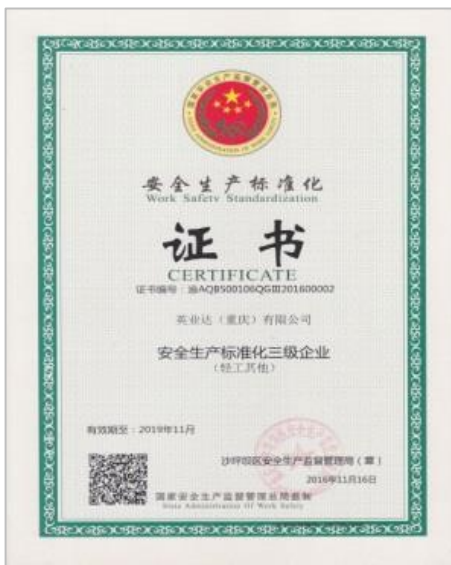 安全生产标准化
Work Safety Standardization
证书
CERTIFICATE
证书编号：渝AQB500106QGIII201600002
英业达（重庆）有限公司
安全生产标准化三级企业
（轻工其他）
有效期至：2019年11月
沙坪坝区安全生产监督管理局（章）
2016年11月16日
国家安全生产监督管理总局监制
State Administration Of Work Safety